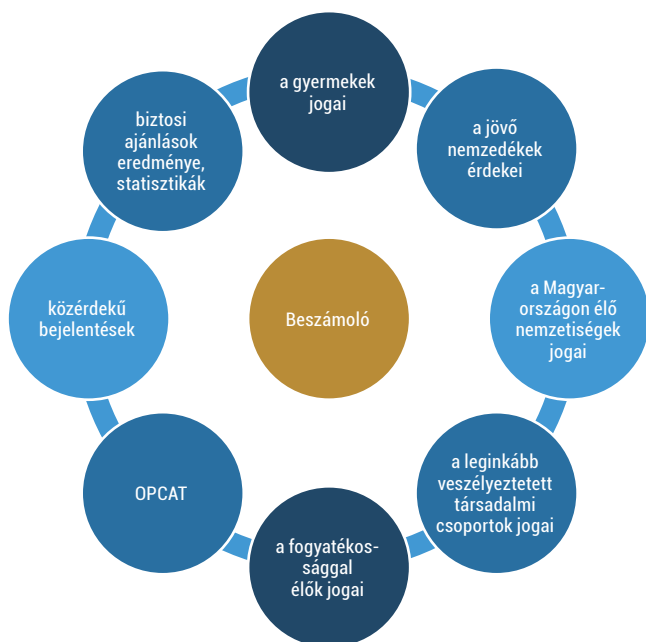 a gyermekek
jogai
a jövő
nemzedékek
érdekei
a Magyar-
országon élő
nemzetiségek
jogai
a leginkább
veszélyeztetett
társadalmi
csoportok jogai
a fogyatékos-
sággal
élők jogai
OPCAT
közérdekű
bejelentések
biztosi
ajánlások
eredménye,
statisztikák
Beszámoló